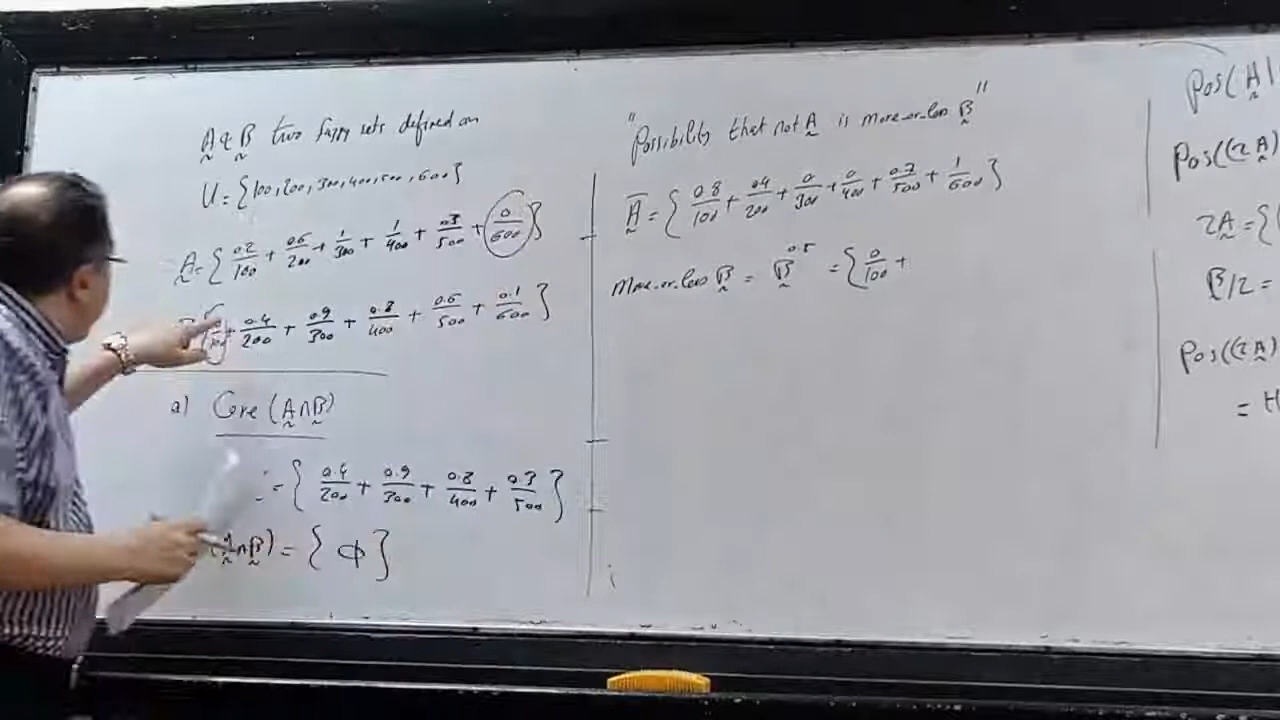 A & B two fuzzy sets defined on
U = {100, 200, 300, 400, 500, 600}
A = { 0.2/100 + 0.6/200 + 1/300 + 1/400 + 0.3/500 + 0/600 }
0.4/200 + 0.9/300 + 0.8/400 + 0.6/500 + 0.1/600 }
a) Core (A∩B)
= { 0.4/200 + 0.9/300 + 0.8/400 + 0.3/500 }
(A∩B) = { ϕ }
"Possibility that not A is more-or-less B"
A̅ = { 0.8/100 + 0.4/200 + 0/300 + 0/400 + 0.7/500 + 1/600 }
More-or-less B = B^0.5 = { 0/100 +
Pos(A|
Pos((2A)
2A = {
B/2 =
Pos((2A)
= H